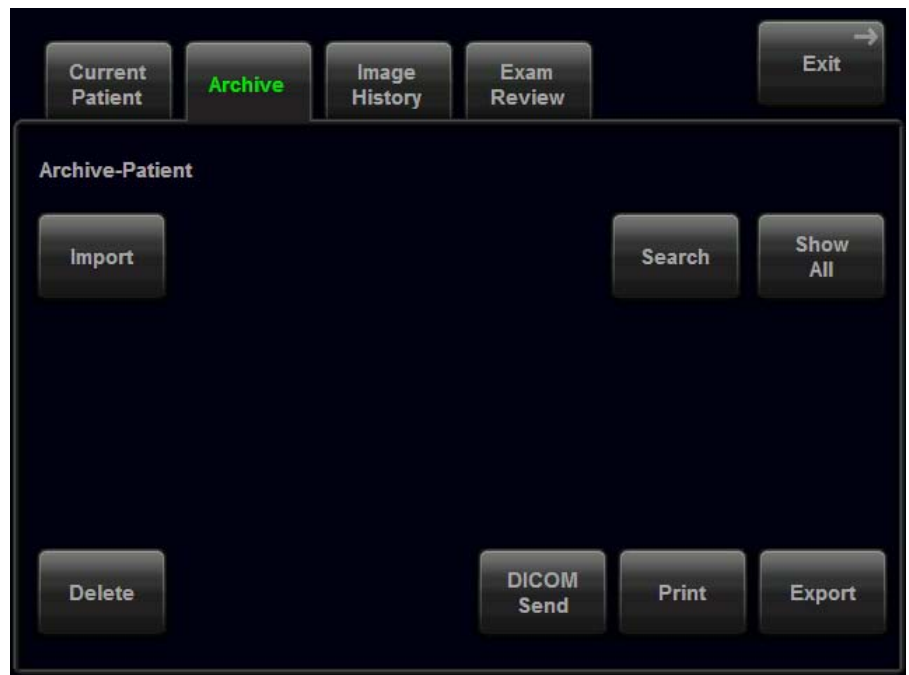 Current
Patient
Archive
Image
History
Exam
Review
Exit
Archive-Patient
Import
Search
Show
All
Delete
DICOM
Send
Print
Export